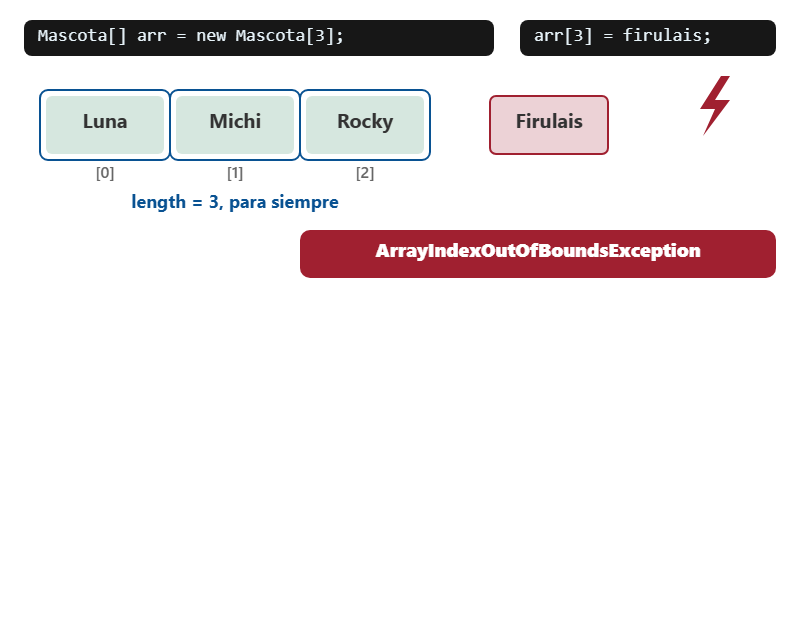 Mascota[] arr = new Mascota[3];
arr[3] = firulais;
Luna
Michi
Rocky
Firulais
[0]
[1]
[2]
length = 3, para siempre
ArrayIndexOutOfBoundsException